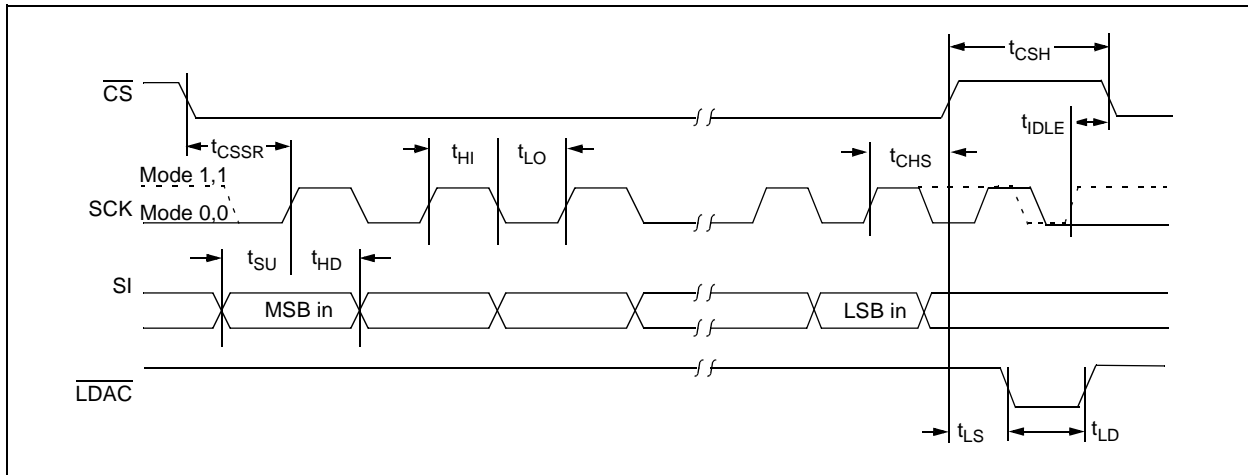 tCSH
CS
tIDLE
tCSSR
tHI
tLO
tCHS
Mode 1,1
SCK
Mode 0,0
tSU
tHD
SI
MSB in
LSB in
LDAC
tLS
tLD